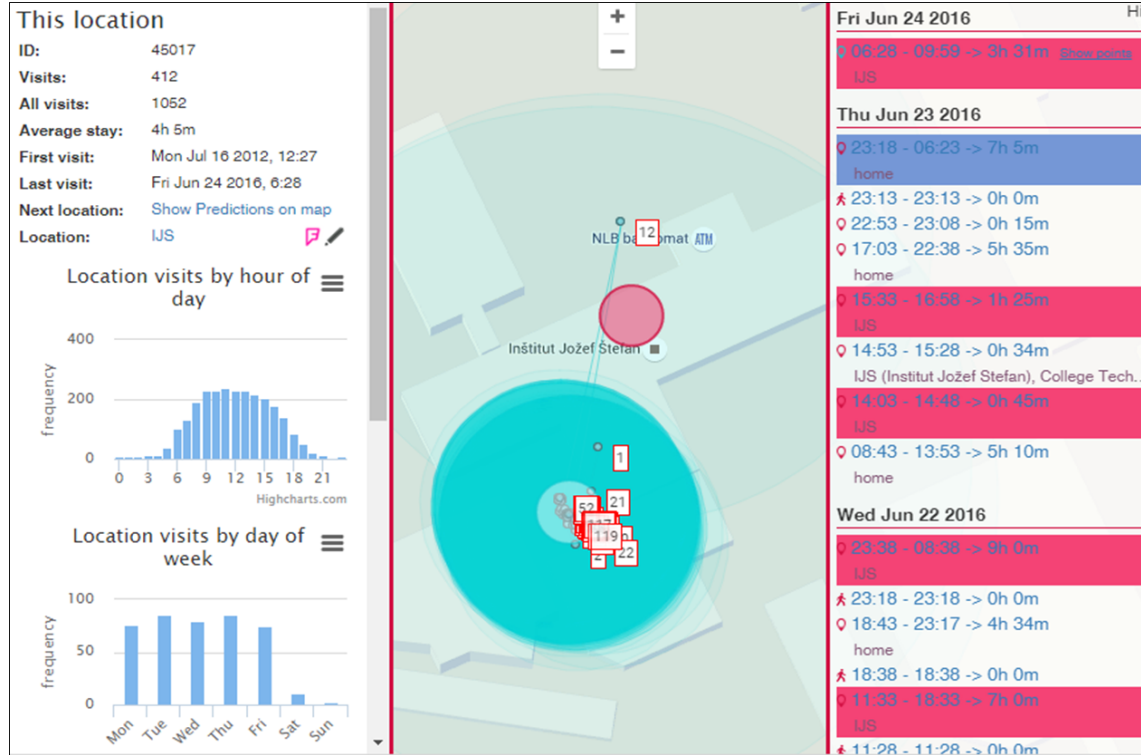 This location
ID: 45017
Visits: 412
All visits: 1052
Average stay: 4h 5m
First visit: Mon Jul 16 2012, 12:27
Last visit: Fri Jun 24 2016, 6:28
Next location: Show Predictions on map
Location: IJS
Location visits by hour of
day
frequency
400
200
0
0 3 6 9 12 15 18 21
Highcharts.com
Location visits by day of
week
frequency
100
50
0
Mon Tue Wed Thu Fri Sat Sun
+
−
12
NLB ATM
Inštitut Jožef Štefan
1
52 21
119
2 22
Hi
Fri Jun 24 2016
06:28 - 09:59 -> 3h 31m Show points
IJS
Thu Jun 23 2016
23:18 - 06:23 -> 7h 5m
home
23:13 - 23:13 -> 0h 0m
22:53 - 23:08 -> 0h 15m
17:03 - 22:38 -> 5h 35m
home
15:33 - 16:58 -> 1h 25m
IJS
14:53 - 15:28 -> 0h 34m
IJS (Institut Jožef Stefan), College Tech..
14:03 - 14:48 -> 0h 45m
IJS
08:43 - 13:53 -> 5h 10m
home
Wed Jun 22 2016
23:38 - 08:38 -> 9h 0m
IJS
23:18 - 23:18 -> 0h 0m
18:43 - 23:17 -> 4h 34m
home
18:38 - 18:38 -> 0h 0m
11:33 - 18:33 -> 7h 0m
IJS
11:28 - 11:28 -> 0h 0m